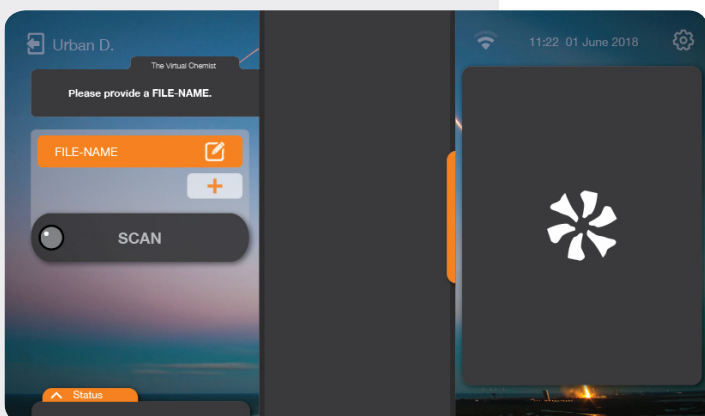 Urban D.
The Virtual Chemist
Please provide a FILE-NAME.
FILE-NAME
+
SCAN
Status
11:22 01 June 2018